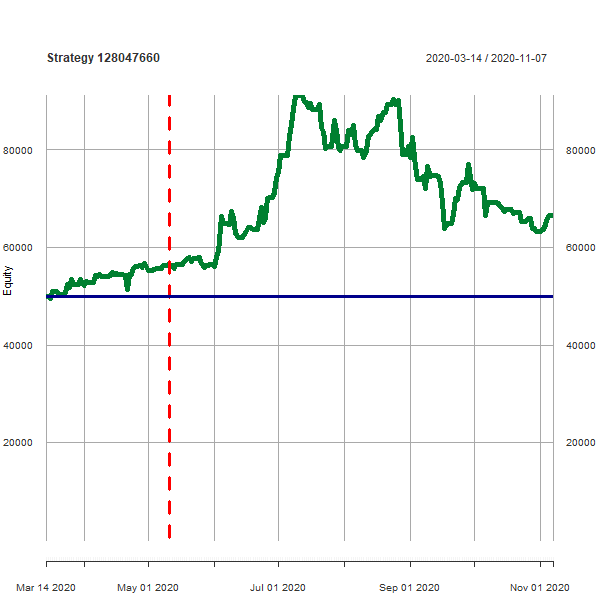 Strategy 128047660
2020-03-14 / 2020-11-07
80000
80000
60000
60000
Equity
40000
40000
20000
20000
Mar 14 2020
May 01 2020
Jul 01 2020
Sep 01 2020
Nov 01 2020